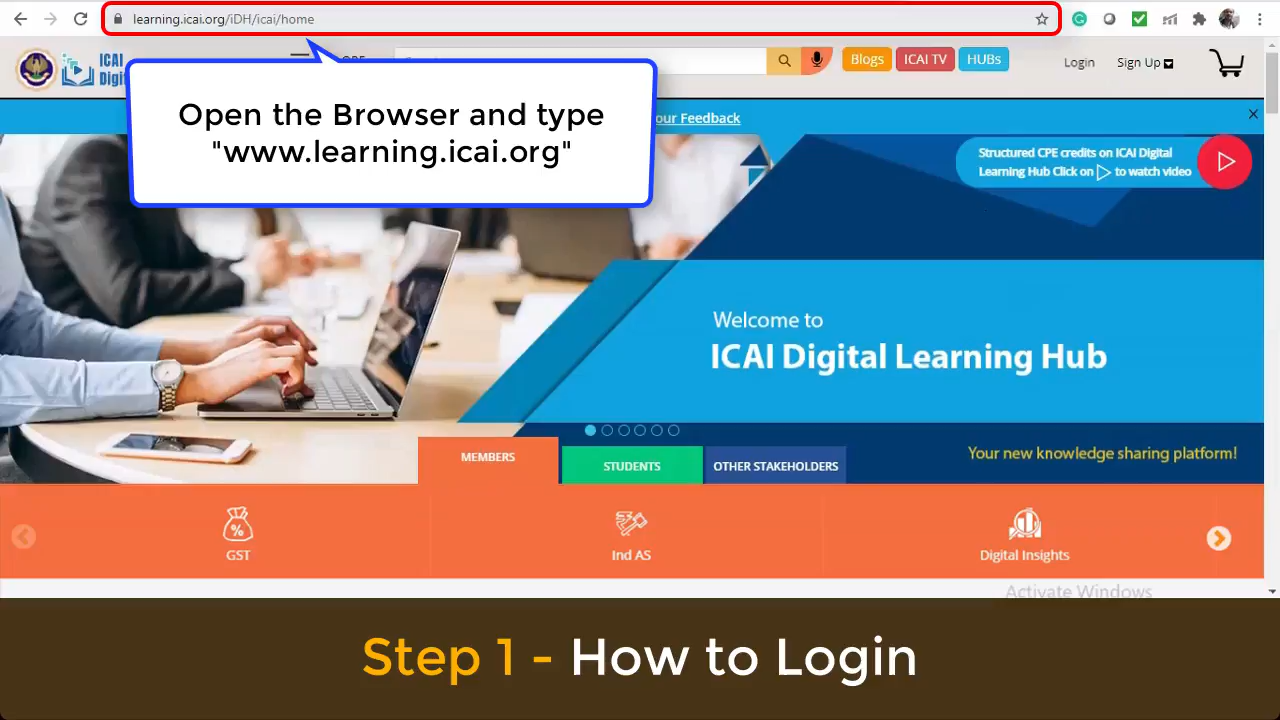 learning.icai.org/iDH/icai/home
ICAI
Digit
Blogs
ICAI TV
HUBs
Login
Sign Up
Open the Browser and type
"www.learning.icai.org"
our Feedback
Structured CPE credits on ICAI Digital
Learning Hub Click on to watch video
Welcome to
ICAI Digital Learning Hub
MEMBERS
STUDENTS
OTHER STAKEHOLDERS
Your new knowledge sharing platform!
GST
Ind AS
Digital Insights
Activate Windows
Step 1 - How to Login